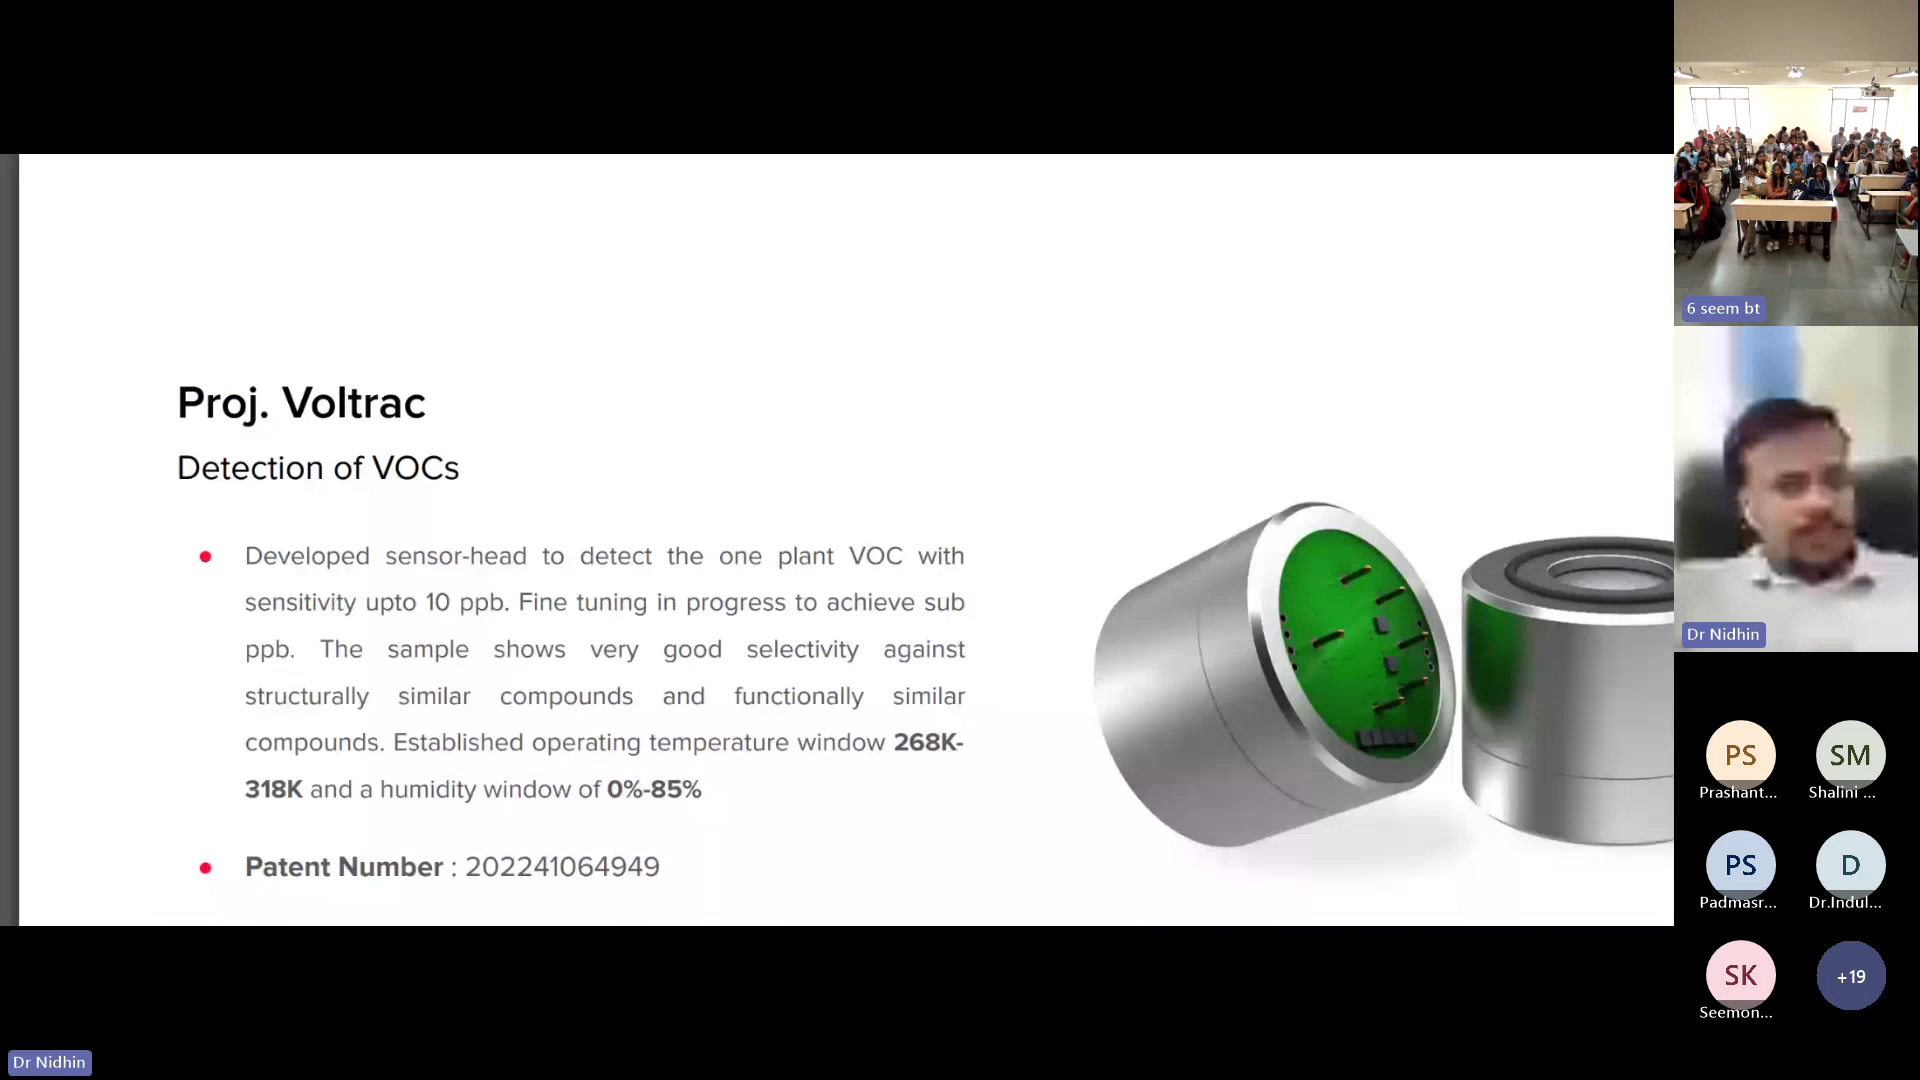 Proj. Voltrac
Detection of VOCs
Developed sensor-head to detect the one plant VOC with
sensitivity upto 10 ppb. Fine tuning in progress to achieve sub
ppb. The sample shows very good selectivity against
structurally similar compounds and functionally similar
compounds. Established operating temperature window 268K-
318K and a humidity window of 0%-85%
Patent Number : 202241064949
6 seem bt
Dr Nidhin
PS
SM
Prashant...
Shalini ...
PS
D
Padmasr...
Dr.Indul...
SK
+19
Seemon...
Dr Nidhin